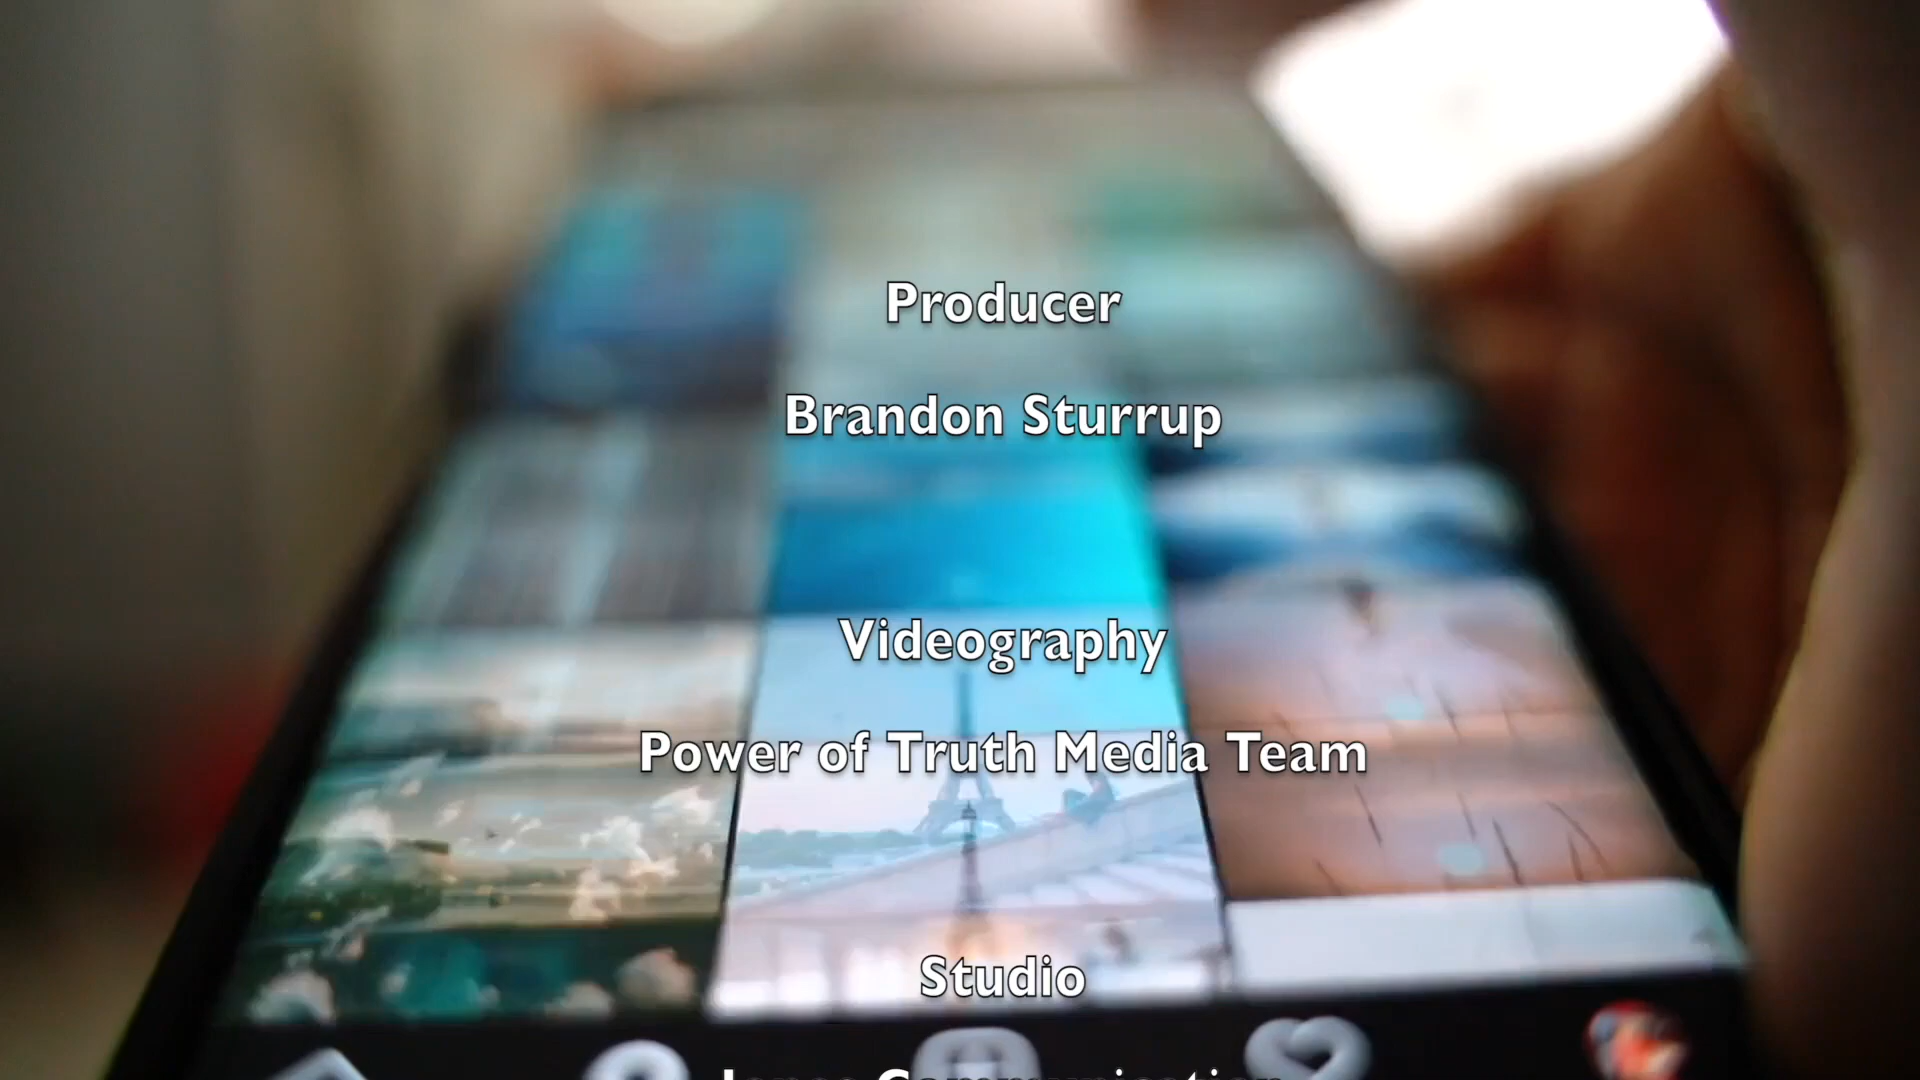 Producer
Brandon Sturrup
Videography
Power of Truth Media Team
Studio